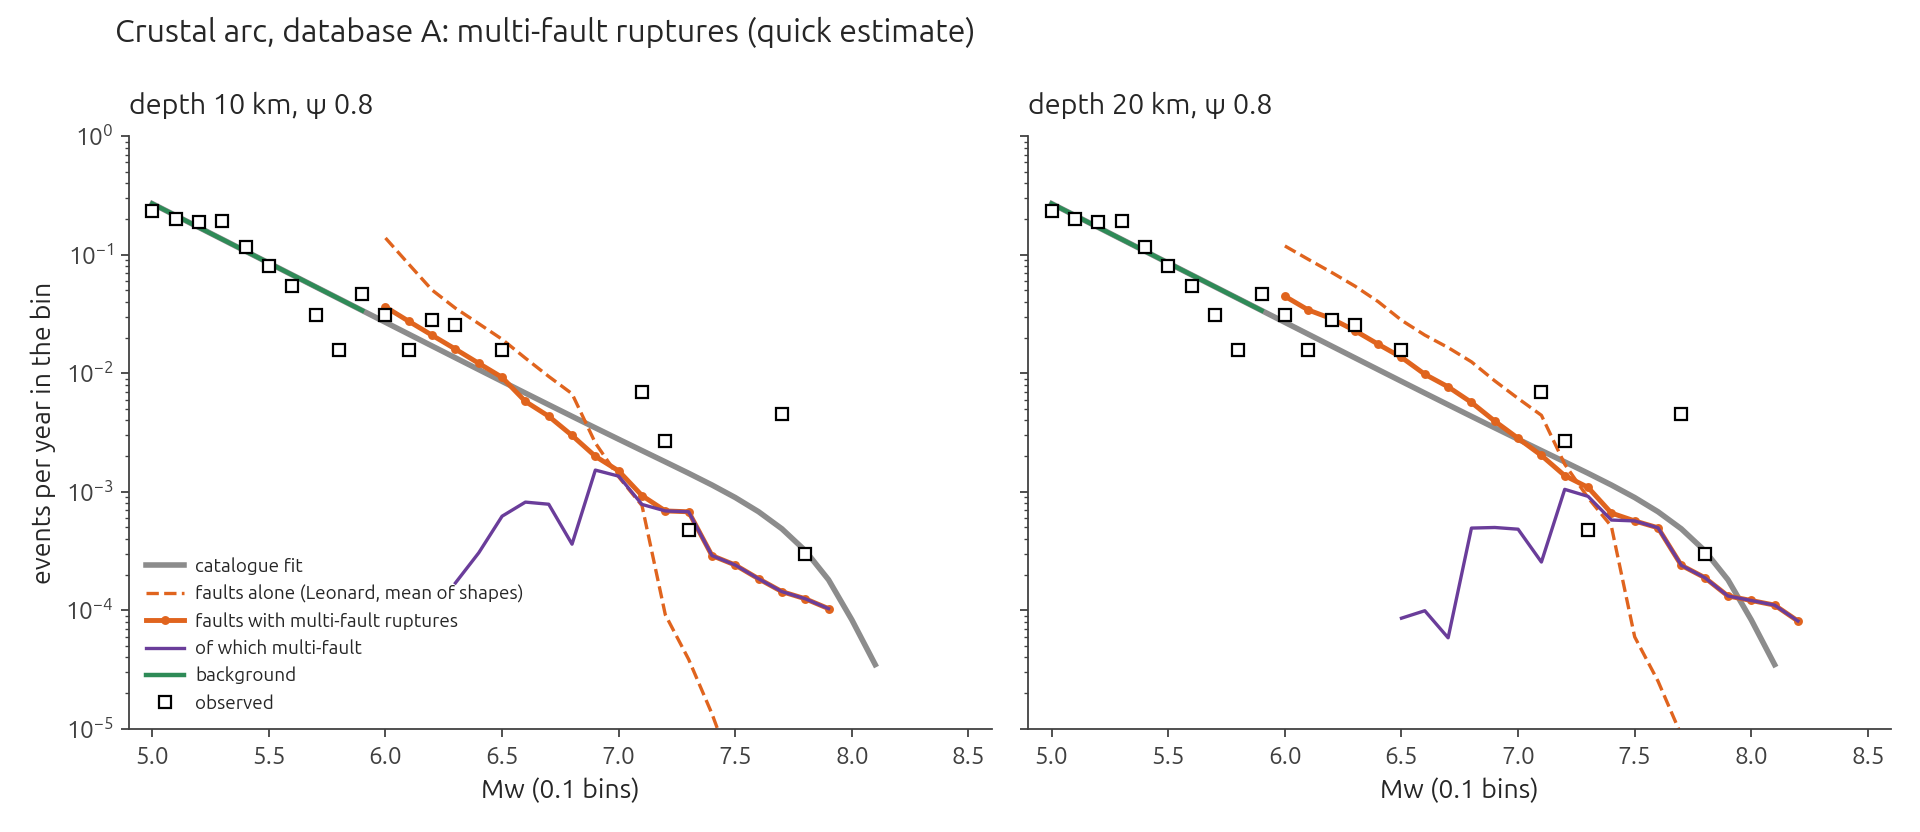 Crustal arc, database A: multi-fault ruptures (quick estimate)
depth 10 km, ψ 0.8
depth 20 km, ψ 0.8
events per year in the bin
10⁰
10⁻¹
10⁻²
10⁻³
10⁻⁴
10⁻⁵
catalogue fit
faults alone (Leonard, mean of shapes)
faults with multi-fault ruptures
of which multi-fault
background
observed
5.0 5.5 6.0 6.5 7.0 7.5 8.0 8.5
5.0 5.5 6.0 6.5 7.0 7.5 8.0 8.5
Mw (0.1 bins)
Mw (0.1 bins)